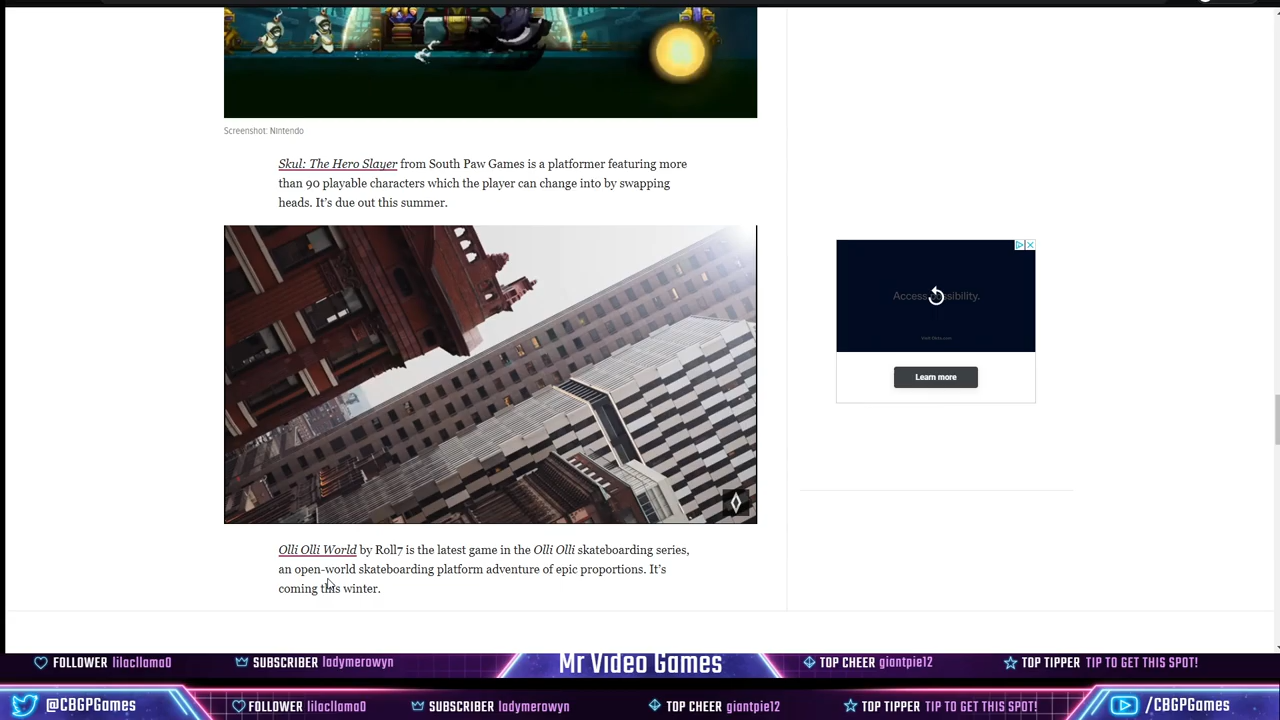 Screenshot: Nintendo
Skul: The Hero Slayer from South Paw Games is a platformer featuring more
than 90 playable characters which the player can change into by swapping
heads. It's due out this summer.
Learn more
Olli Olli World by Roll7 is the latest game in the Olli Olli skateboarding series,
an open-world skateboarding platform adventure of epic proportions. It's
coming this winter.
FOLLOWER lilacllama0
SUBSCRIBER ladymerowyn
Mr Video Games
TOP CHEER giantpie12
TOP TIPPER TIP TO GET THIS SPOT!
@CBGPGames
FOLLOWER lilacllama0
SUBSCRIBER ladymerowyn
TOP CHEER giantpie12
TOP TIPPER TIP TO GET THIS SPOT!
/CBGPGames